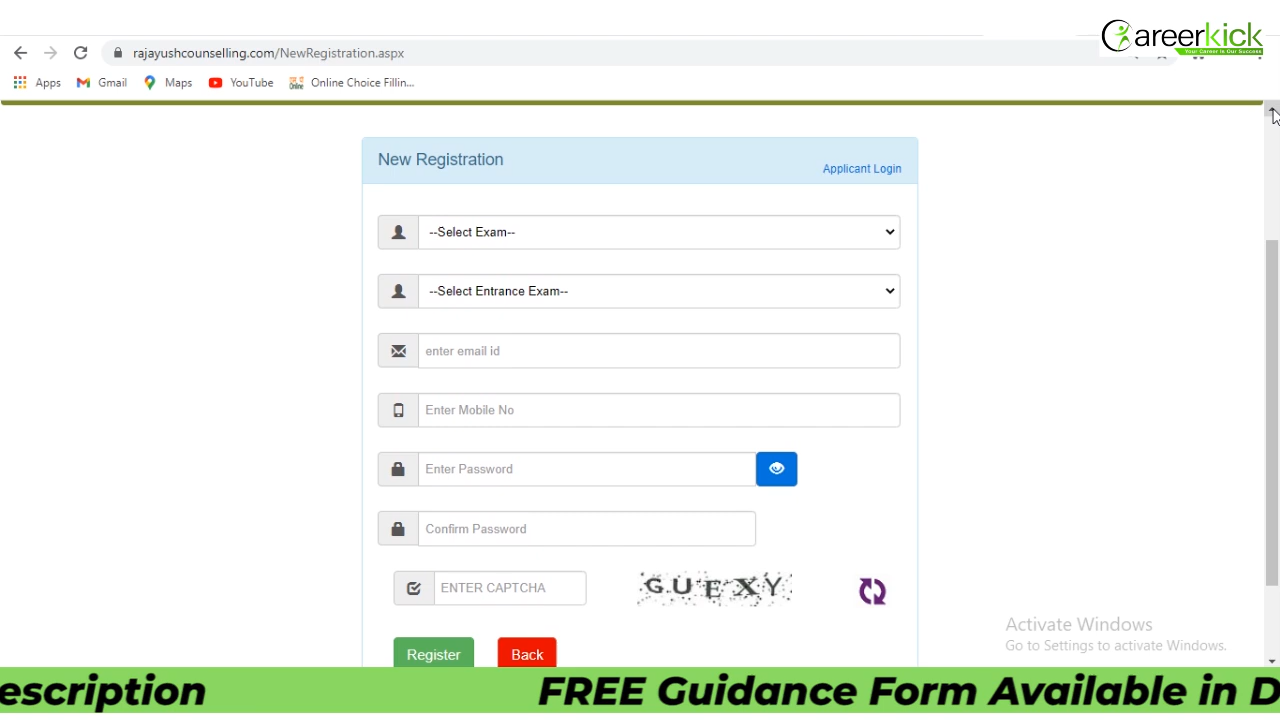 Careerkick
Your Career Is Our Success
rajayushcounselling.com/NewRegistration.aspx
Apps Gmail Maps YouTube Online Choice Fillin...
New Registration
Applicant Login
--Select Exam--
--Select Entrance Exam--
enter email id
Enter Mobile No
Enter Password
Confirm Password
ENTER CAPTCHA GUEXY
Activate Windows
Go to Settings to activate Windows.
Register Back
escription FREE Guidance Form Available in D